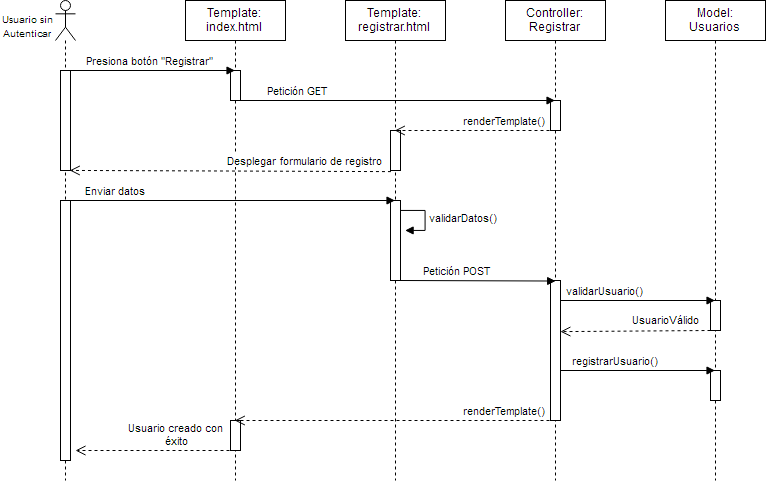 Usuario sin
Autenticar
Template:
index.html
Template:
registrar.html
Controller:
Registrar
Model:
Usuarios
Presiona botón "Registrar"
Petición GET
renderTemplate()
Desplegar formulario de registro
Enviar datos
validarDatos()
Petición POST
validarUsuario()
UsuarioVálido
registrarUsuario()
renderTemplate()
Usuario creado con
éxito